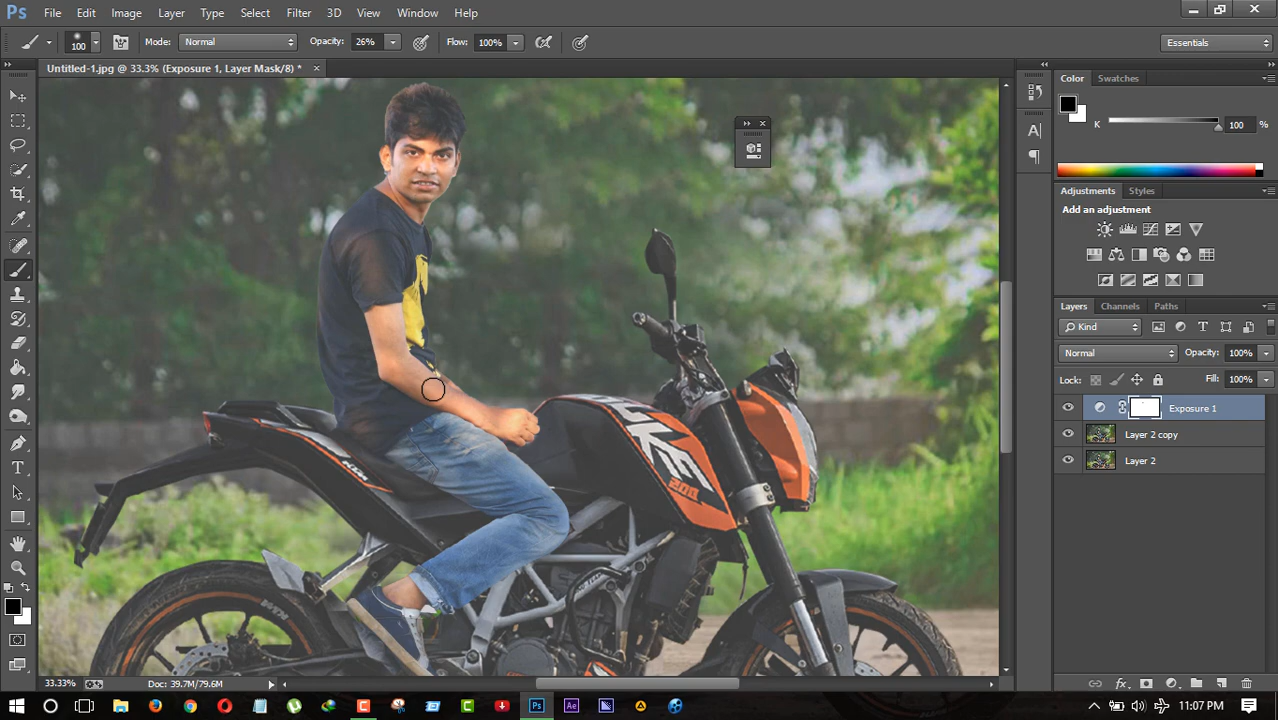 Ps File Edit Image Layer Type Select Filter 3D View Window Help
100 Mode: Normal Opacity: 26% Flow: 100% Essentials
Untitled-1.jpg @ 33.3% (Exposure 1, Layer Mask/8) *
Color Swatches
K 100 %
Adjustments Styles
Add an adjustment
Layers Channels Paths
Kind
Normal Opacity: 100%
Lock: Fill: 100%
Exposure 1
Layer 2 copy
Layer 2
DUKE
200
KTM
33.33% Doc: 39.7M/79.6M
Ps Ae 11:07 PM